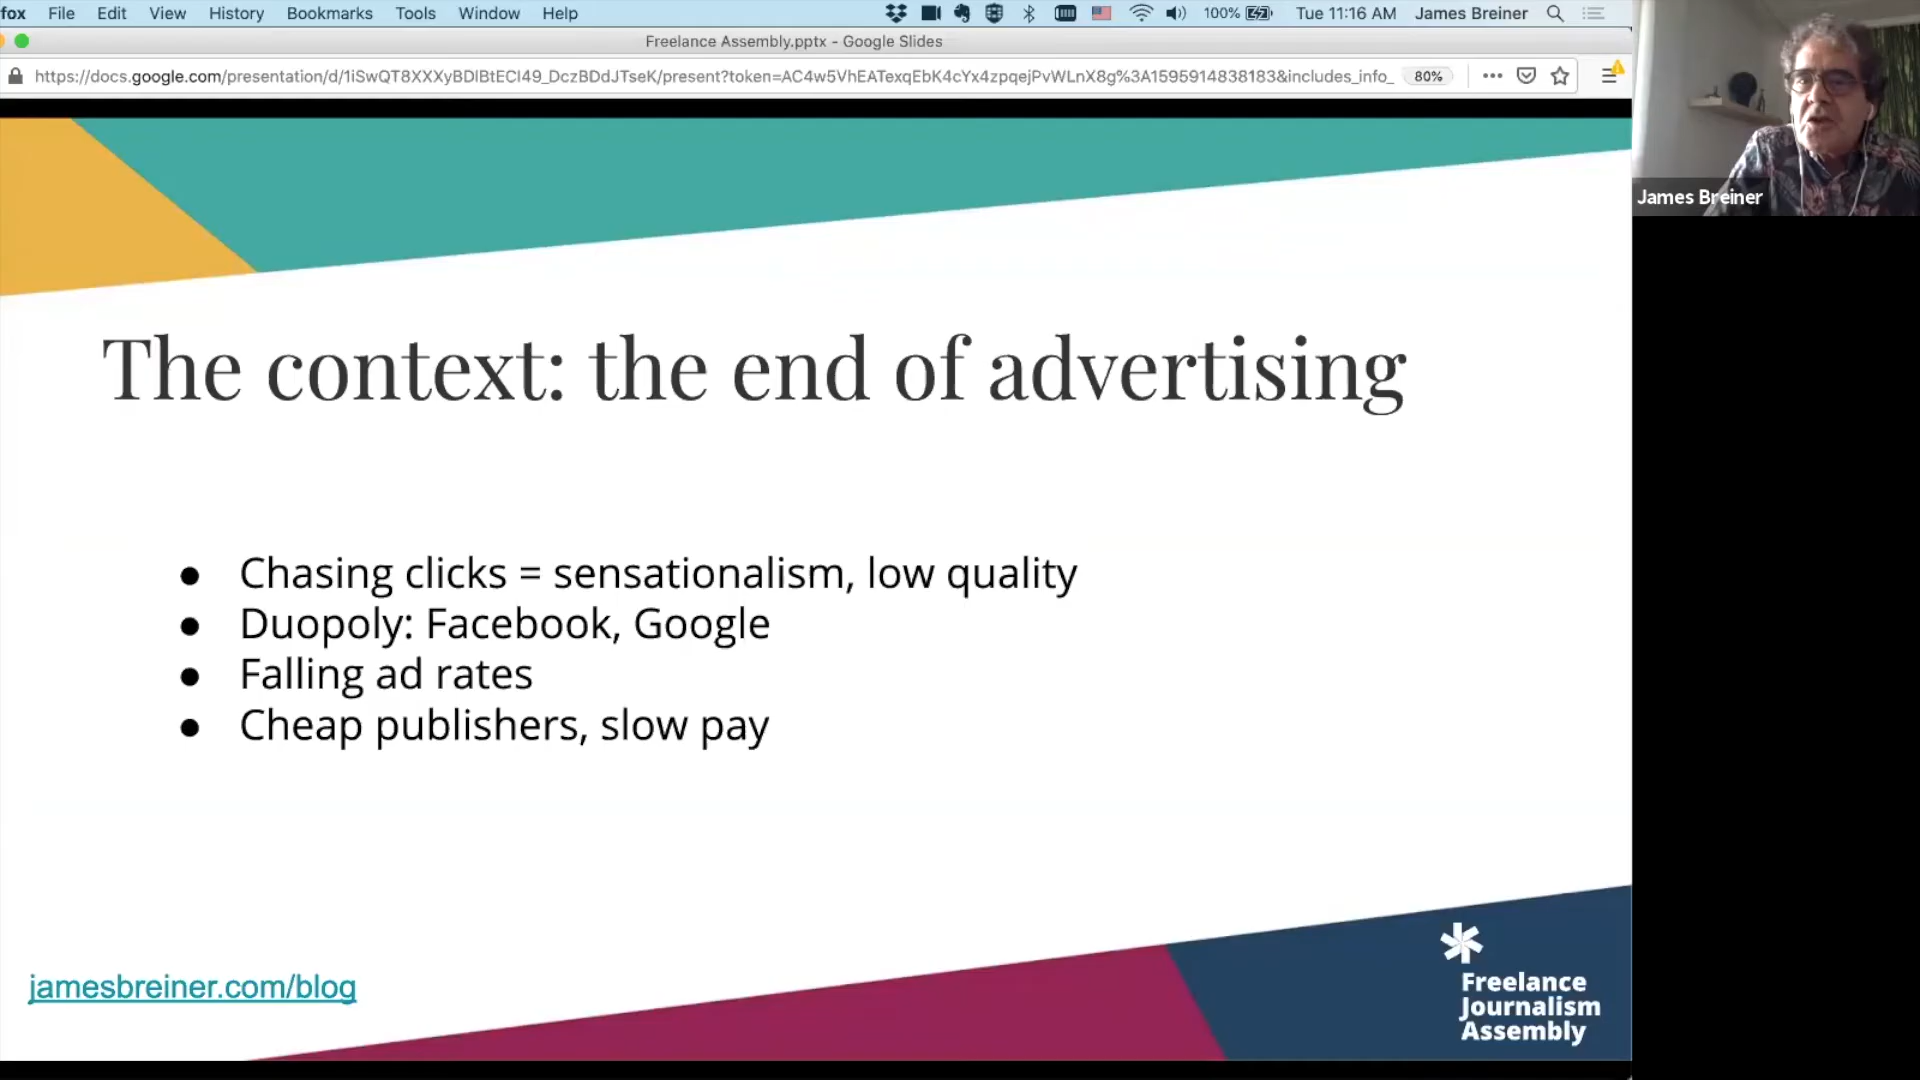 fox File Edit View History Bookmarks Tools Window Help 100% Tue 11:16 AM James Breiner
Freelance Assembly.pptx - Google Slides
https://docs.google.com/presentation/d/1iSwQT8XXXyBDlBtECI49_DczBDdJTseK/present?token=AC4w5VhEATexqEbK4cYx4zpqejPvWLnX8g%3A1595914838183&includes_info_ 80%
James Breiner
The context: the end of advertising
● Chasing clicks = sensationalism, low quality
● Duopoly: Facebook, Google
● Falling ad rates
● Cheap publishers, slow pay
jamesbreiner.com/blog
Freelance
Journalism
Assembly